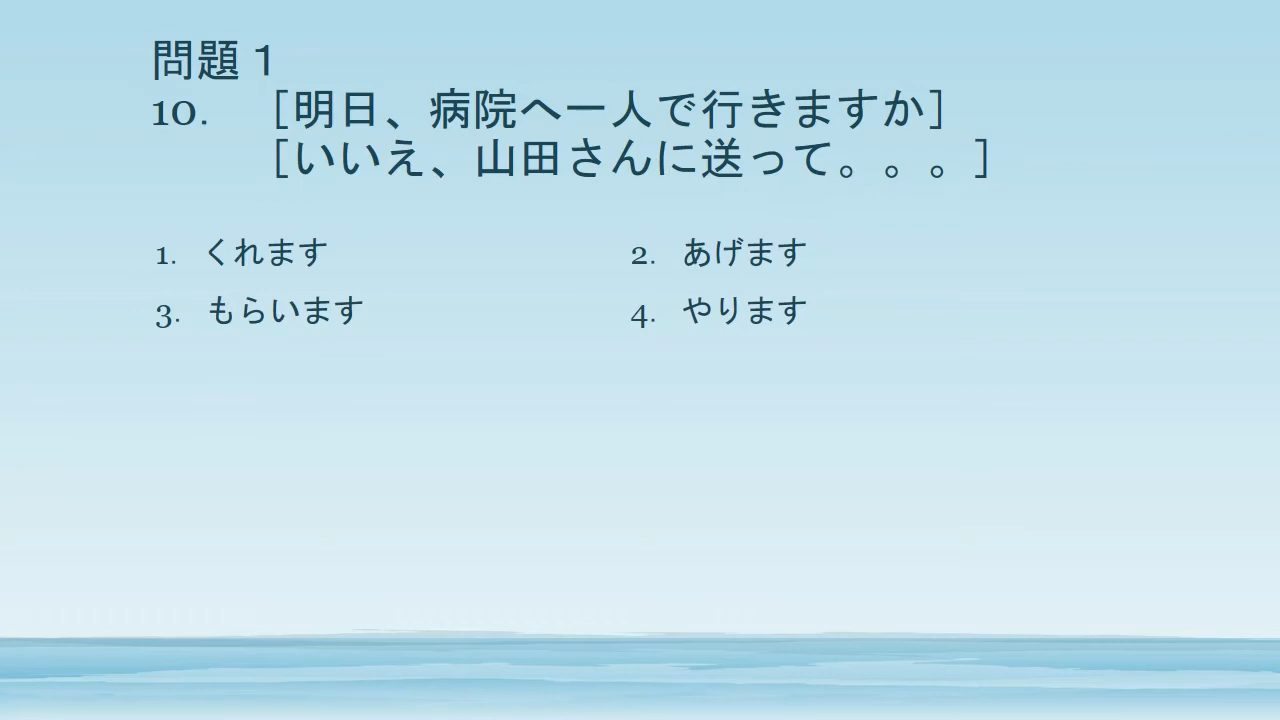 問題１
10. [明日、病院へ一人で行きますか]
[いいえ、山田さんに送って。。。]
1. くれます 2. あげます
3. もらいます 4. やります